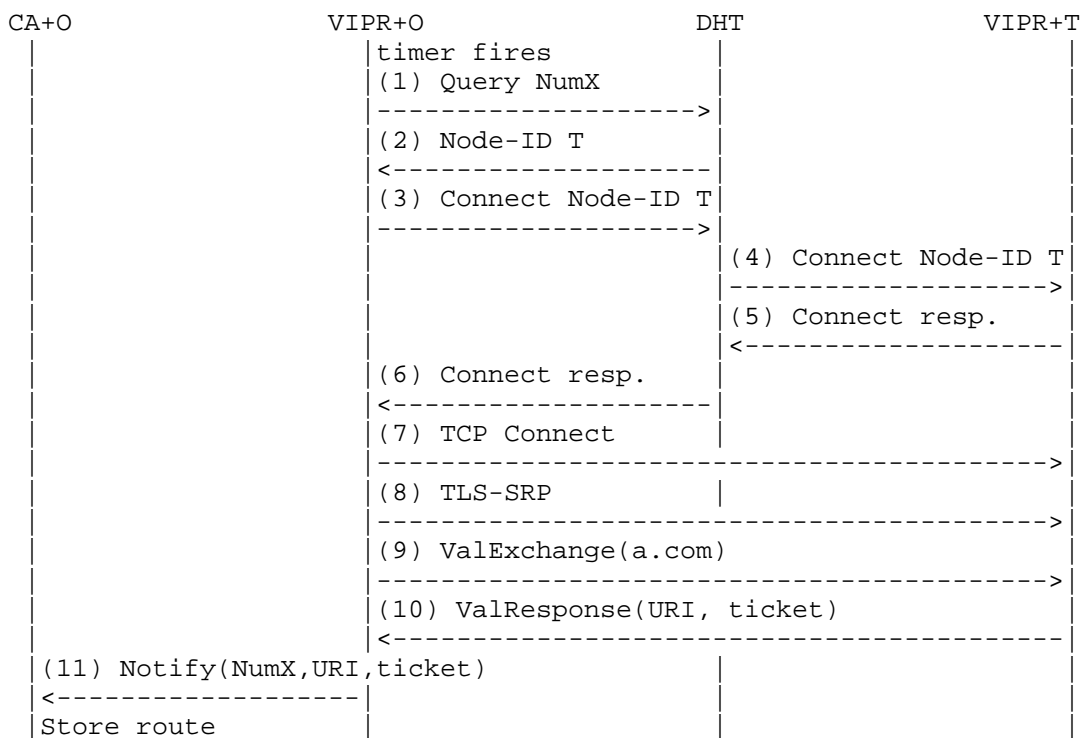 CA+O VIPR+O DHT VIPR+T
timer fires
(1) Query NumX
(2) Node-ID T
(3) Connect Node-ID T
(4) Connect Node-ID T
(5) Connect resp.
(6) Connect resp.
(7) TCP Connect
(8) TLS-SRP
(9) ValExchange(a.com)
(10) ValResponse(URI, ticket)
(11) Notify(NumX,URI,ticket)
Store route